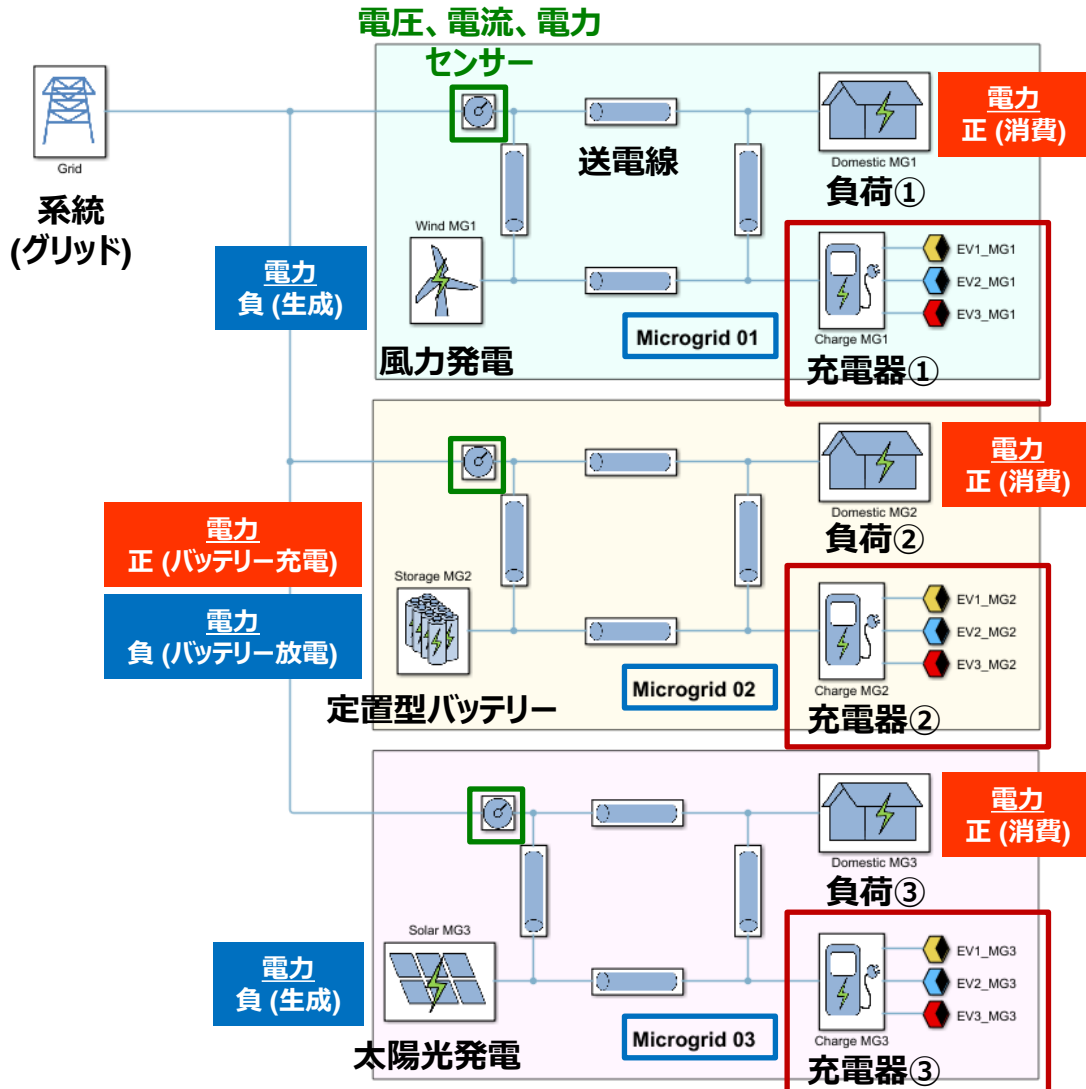 電圧、電流、電力
センサー
Grid
系統
(グリッド)
送電線
Domestic MG1
負荷①
電力
正 (消費)
Wind MG1
風力発電
電力
負 (生成)
Microgrid 01
EV1_MG1
EV2_MG1
EV3_MG1
Charge MG1
充電器①
Domestic MG2
負荷②
電力
正 (消費)
電力
正 (バッテリー充電)
電力
負 (バッテリー放電)
Storage MG2
定置型バッテリー
Microgrid 02
EV1_MG2
EV2_MG2
EV3_MG2
Charge MG2
充電器②
Domestic MG3
負荷③
電力
正 (消費)
Solar MG3
太陽光発電
電力
負 (生成)
Microgrid 03
EV1_MG3
EV2_MG3
EV3_MG3
Charge MG3
充電器③